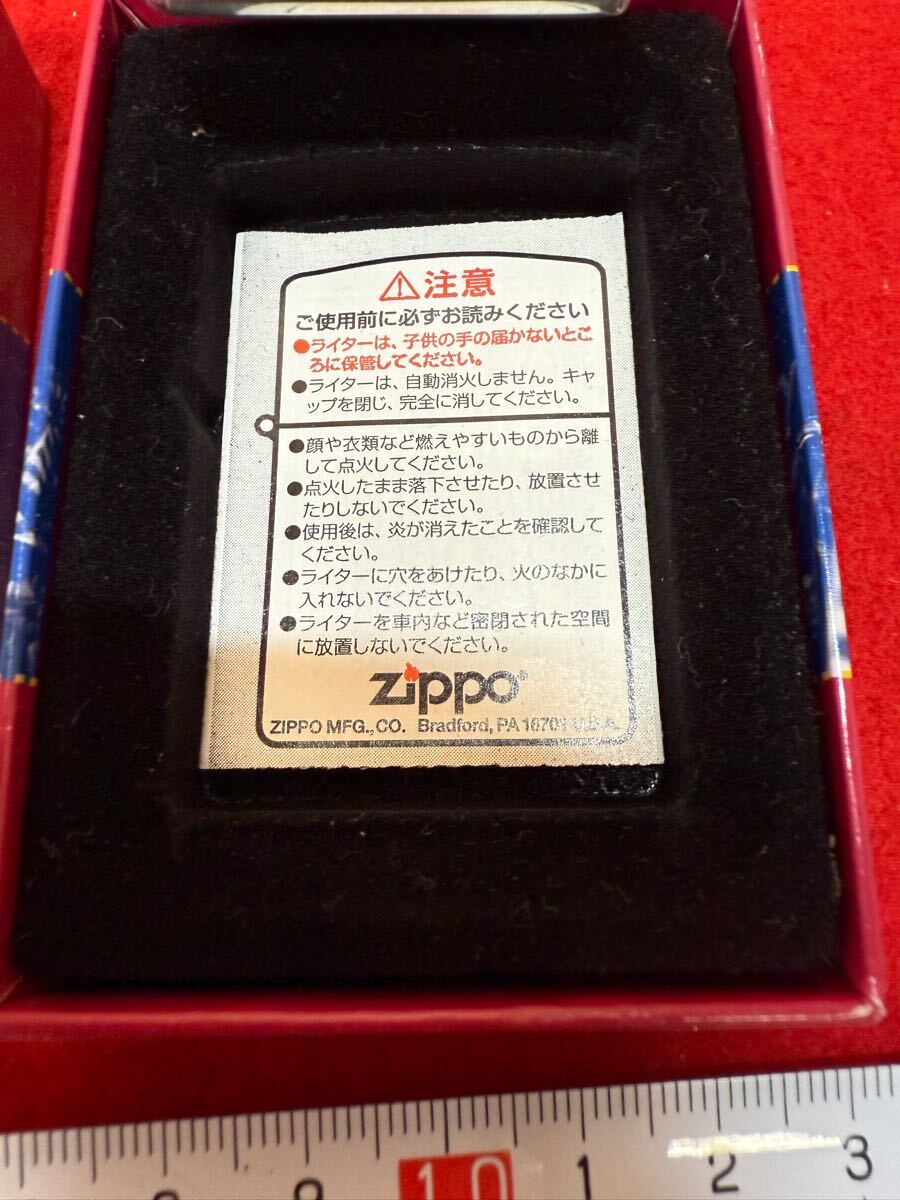 ⚠注意
ご使用前に必ずお読みください
●ライターは、子供の手の届かないとこ
ろに保管してください。
●ライターは、自動消火しません。キャ
ップを閉じ、完全に消してください。
●顔や衣類など燃えやすいものから離
して点火してください。
●点火したまま落下させたり、放置させ
たりしないでください。
●使用後は、炎が消えたことを確認して
ください。
●ライターに穴をあけたり、火のなかに
入れないでください。
●ライターを車内など密閉された空間
に放置しないでください。
zippo®
ZIPPO MFG., CO. Bradford, PA 16701 U.S.A.
10 1 2 3